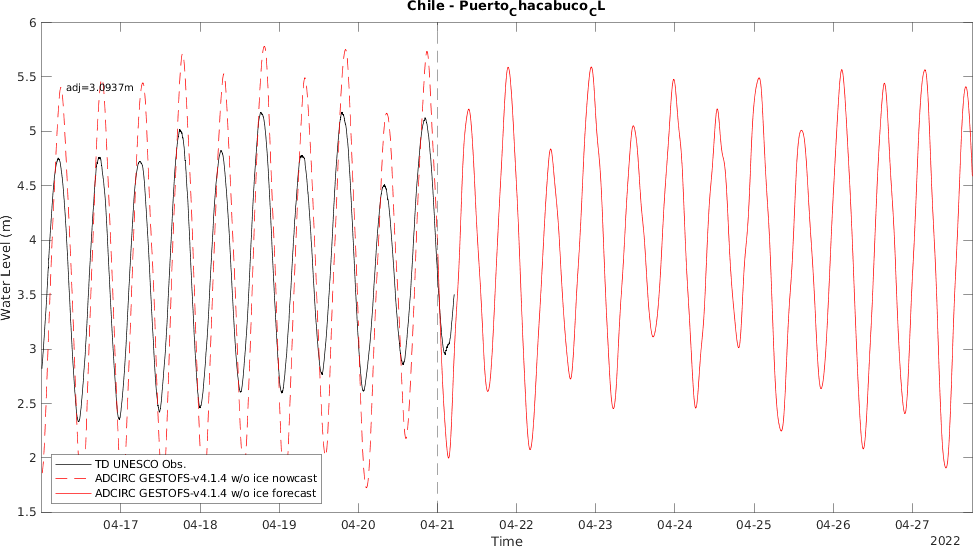 Chile - PuertoChacabucoCL
6
5.5
5
4.5
4
3.5
3
2.5
2
1.5
Water Level (m)
adj=3.0937m
TD UNESCO Obs.
ADCIRC GESTOFS-v4.1.4 w/o ice nowcast
ADCIRC GESTOFS-v4.1.4 w/o ice forecast
04-17 04-18 04-19 04-20 04-21 04-22 04-23 04-24 04-25 04-26 04-27
Time
2022